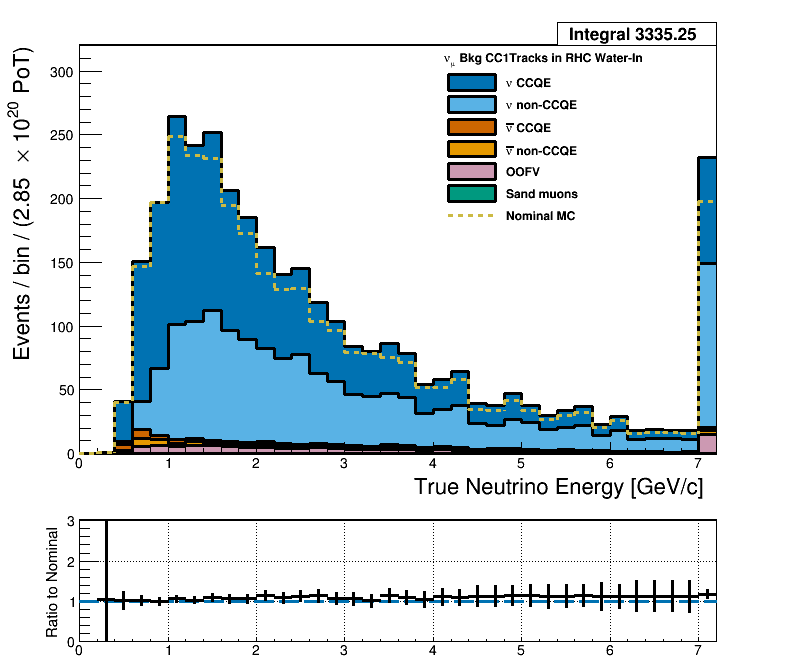 Integral 3335.25
ν_μ Bkg CC1Tracks in RHC Water-In
ν CCQE
ν non-CCQE
ν̅ CCQE
ν̅ non-CCQE
OOFV
Sand muons
Nominal MC
Events / bin / (2.85 × 10^20 PoT)
300
250
200
150
100
50
0
0 1 2 3 4 5 6 7
True Neutrino Energy [GeV/c]
Ratio to Nominal
3
2
1
0
0 1 2 3 4 5 6 7